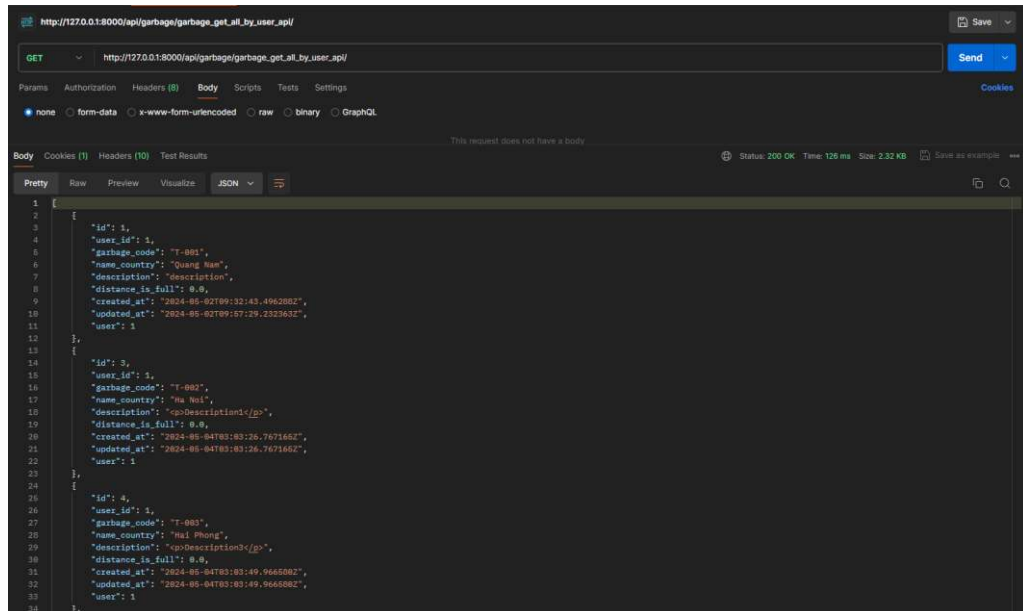 http://127.0.0.1:8000/api/garbage/garbage_get_all_by_user_api/
Save
GET http://127.0.0.1:8000/api/garbage/garbage_get_all_by_user_api/ Send
Params Authorization Headers (8) Body Scripts Tests Settings Cookies
none form-data x-www-form-urlencoded raw binary GraphQL
This request does not have a body
Body Cookies (1) Headers (10) Test Results Status: 200 OK Time: 126 ms Size: 2.32 KB Save as example
Pretty Raw Preview Visualize JSON
1 [
2 {
3 "id": 1,
4 "user_id": 1,
5 "garbage_code": "T-001",
6 "name_country": "Quang Nam",
7 "description": "description",
8 "distance_is_full": 0.0,
9 "created_at": "2024-05-02T09:32:43.496288Z",
10 "updated_at": "2024-05-02T09:57:29.232363Z",
11 "user": 1
12 },
13 {
14 "id": 3,
15 "user_id": 1,
16 "garbage_code": "T-002",
17 "name_country": "Ha Noi",
18 "description": "<p>Description1</p>",
19 "distance_is_full": 0.0,
20 "created_at": "2024-05-04T03:03:26.767165Z",
21 "updated_at": "2024-05-04T03:03:26.767165Z",
22 "user": 1
23 },
24 {
25 "id": 4,
26 "user_id": 1,
27 "garbage_code": "T-003",
28 "name_country": "Hai Phong",
29 "description": "<p>Description3</p>",
30 "distance_is_full": 0.0,
31 "created_at": "2024-05-04T03:03:49.966580Z",
32 "updated_at": "2024-05-04T03:03:49.966580Z",
33 "user": 1
34 },